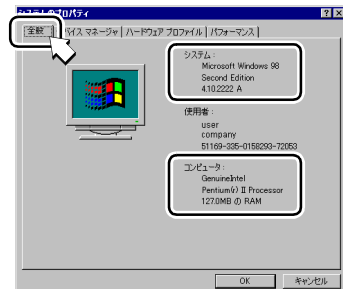 システムのプロパティ
全般 デバイス マネージャ ハードウェア プロファイル パフォーマンス
システム:
Microsoft Windows 98
Second Edition
4.10.2222 A
使用者:
user
company
51169-335-0158293-72053
コンピュータ:
GenuineIntel
Pentium(r) II Processor
127.0MB の RAM
OK キャンセル